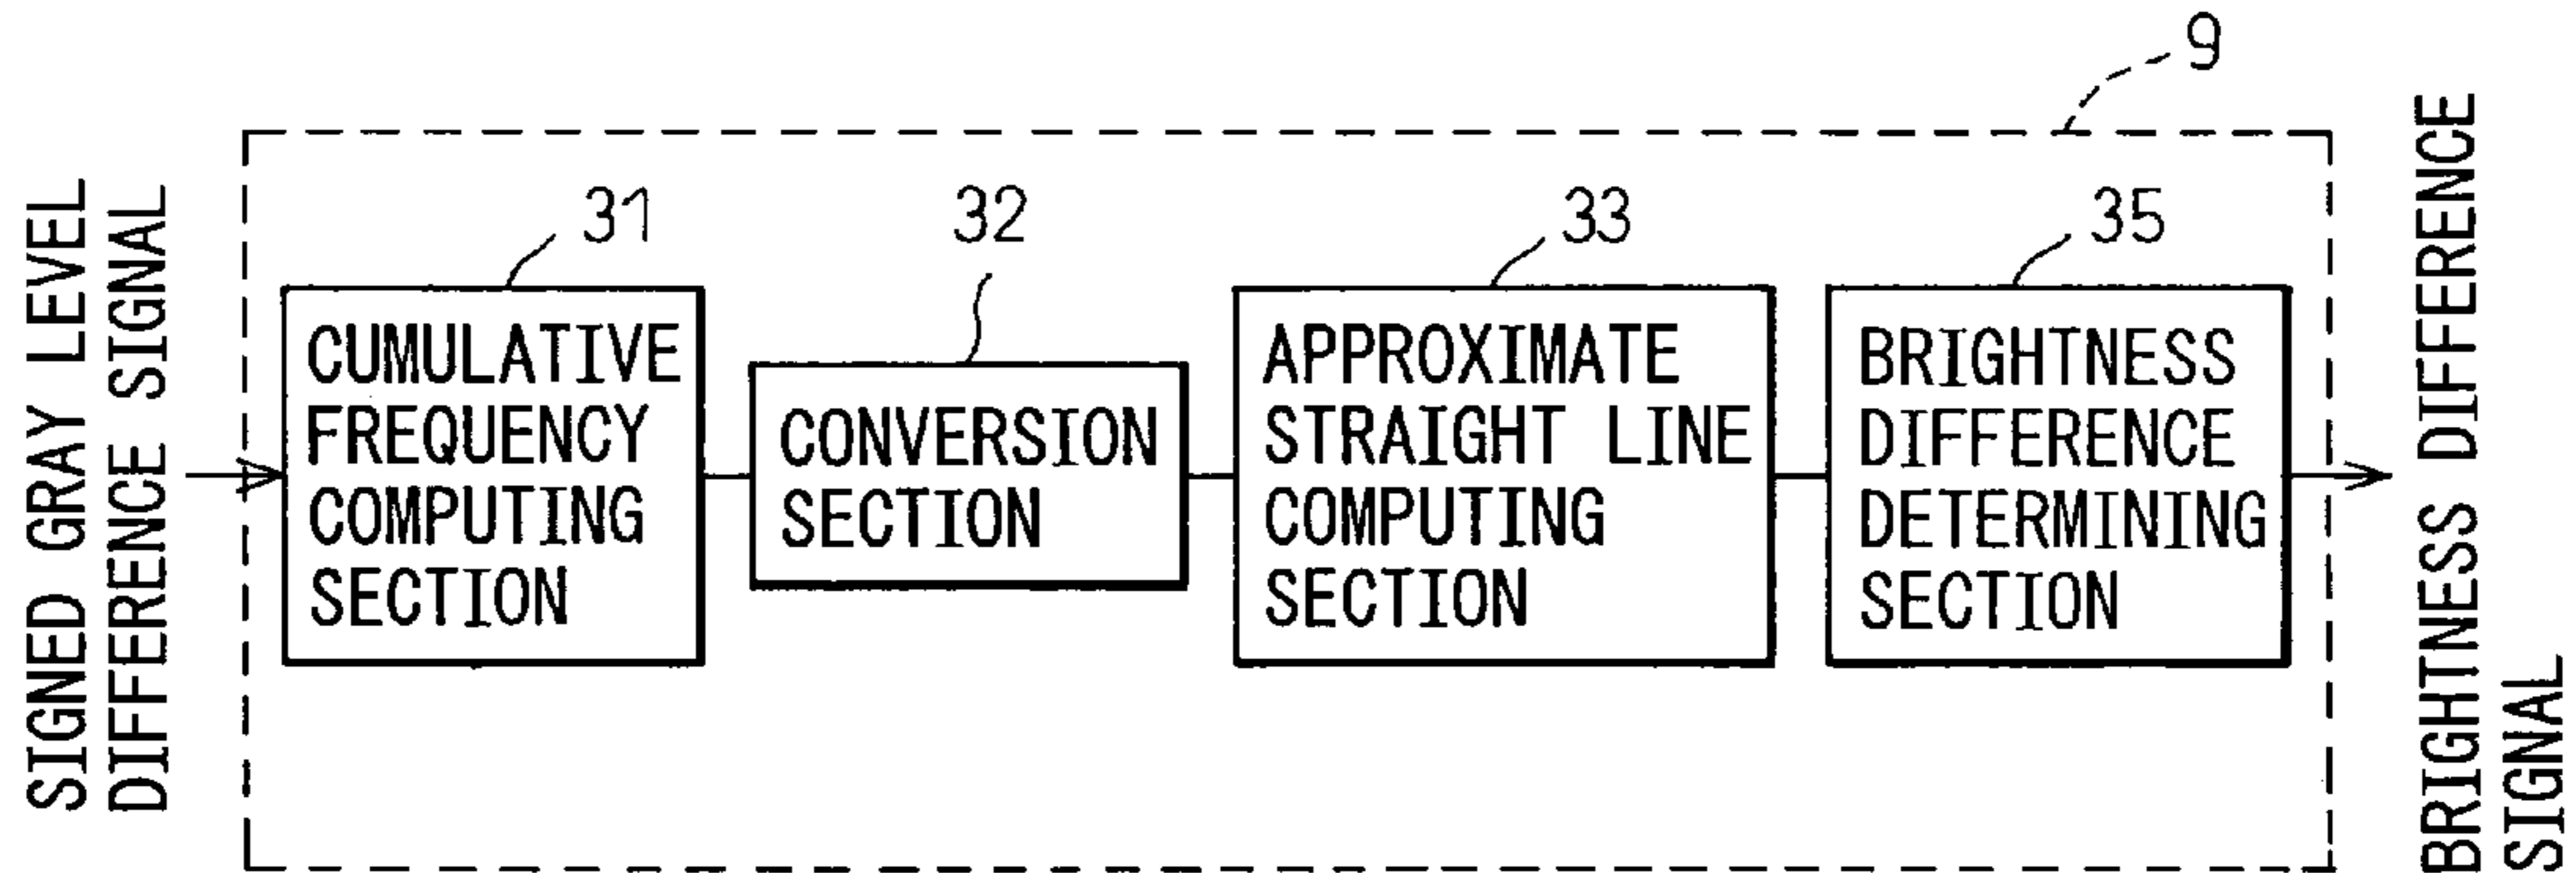 9
SIGNED GRAY LEVEL
DIFFERENCE SIGNAL
31
CUMULATIVE
FREQUENCY
COMPUTING
SECTION
32
CONVERSION
SECTION
33
APPROXIMATE
STRAIGHT LINE
COMPUTING
SECTION
35
BRIGHTNESS
DIFFERENCE
DETERMINING
SECTION
BRIGHTNESS DIFFERENCE
SIGNAL